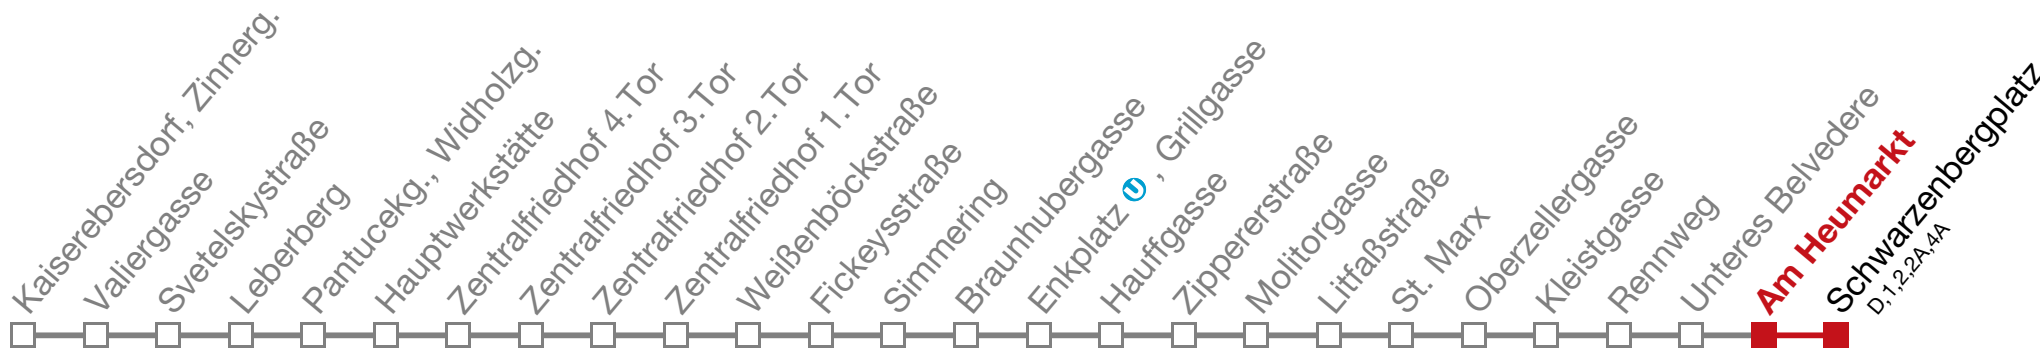 Kaiserebersdorf, Zinnerg.
Valiergasse
Svetelskystraße
Leberberg
Pantucekg., Widholzg.
Hauptwerkstätte
Zentralfriedhof 4.Tor
Zentralfriedhof 3.Tor
Zentralfriedhof 2.Tor
Zentralfriedhof 1.Tor
Weißenböckstraße
Fickeysstraße
Simmering
Braunhubergasse
Enkplatz U , Grillgasse
Hauffgasse
Zippererstraße
Molitorgasse
Litfaßstraße
St. Marx
Oberzellergasse
Kleistgasse
Rennweg
Unteres Belvedere
Am Heumarkt
Schwarzenbergplatz
D,1,2,2A,4A